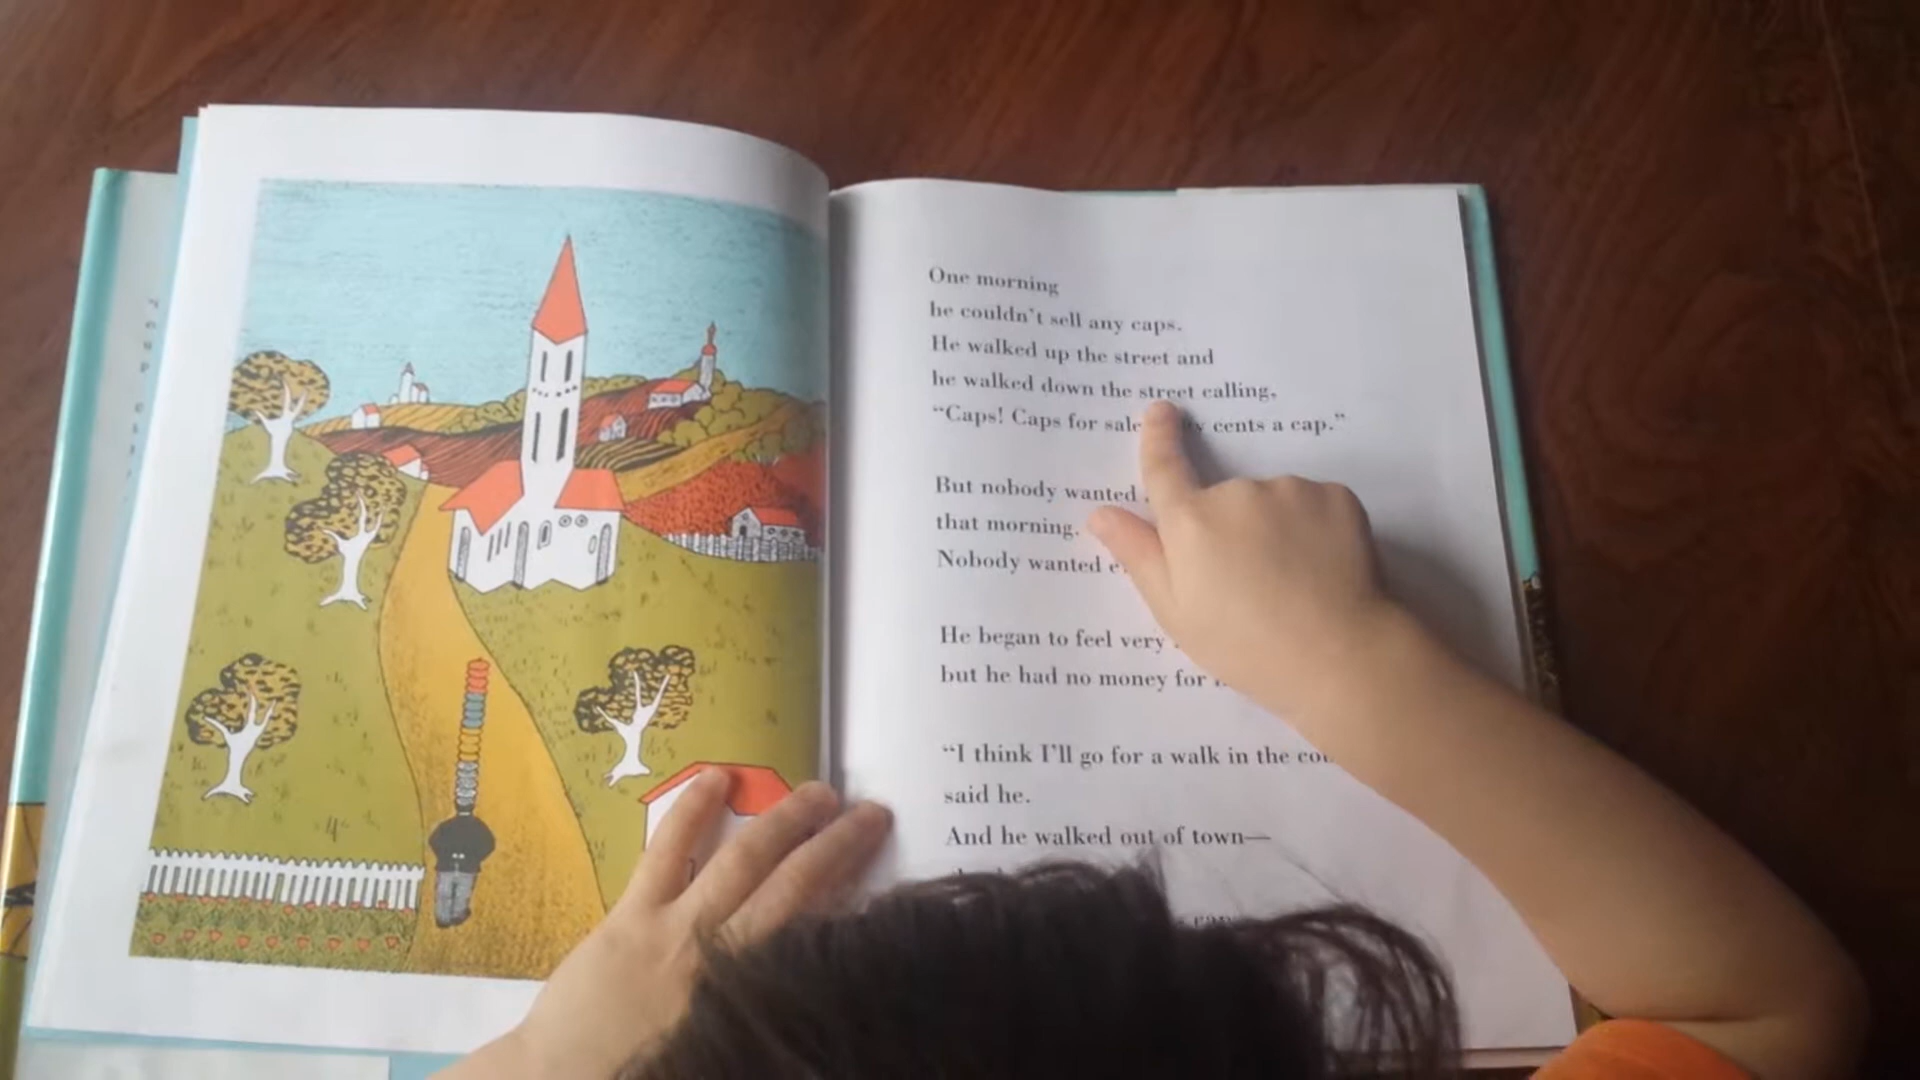 One morning
he couldn't sell any caps.
He walked up the street and
he walked down the street calling,
“Caps! Caps for sale cents a cap.”
But nobody wanted
that morning.
Nobody wanted
He began to feel very
but he had no money for
“I think I'll go for a walk in the
said he.
And he walked out of town—